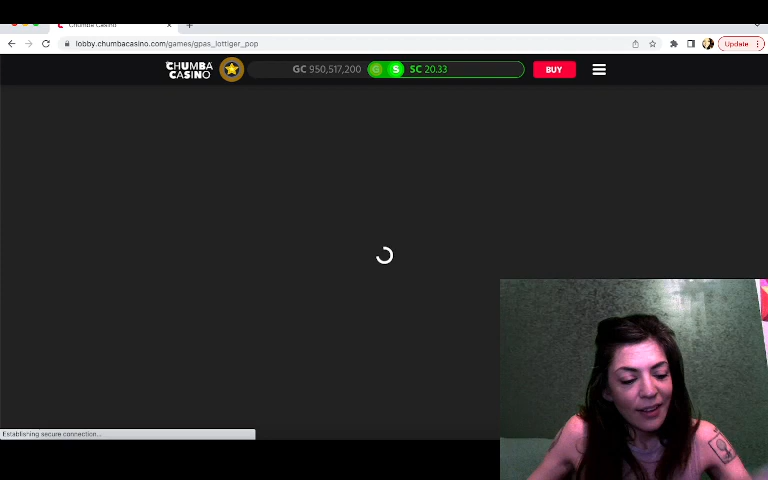 Chumba Casino
lobby.chumbacasino.com/games/gpas_lottiger_pop
Update
CHUMBA
CASINO
GC 950,517,200
G
S
SC 20.33
BUY
Establishing secure connection...